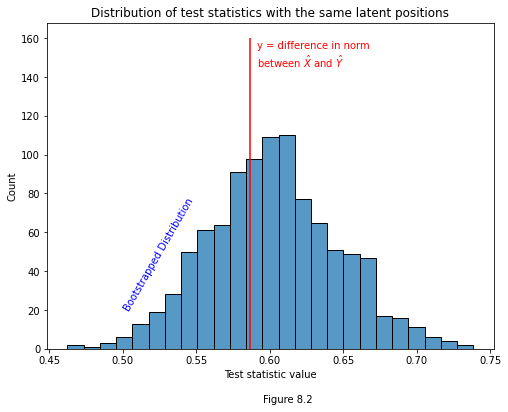 Distribution of test statistics with the same latent positions
160
140
120
100
80
60
40
20
0
Count
y = difference in norm
between X̂ and Ŷ
Bootstrapped Distribution
0.45 0.50 0.55 0.60 0.65 0.70 0.75
Test statistic value
Figure 8.2